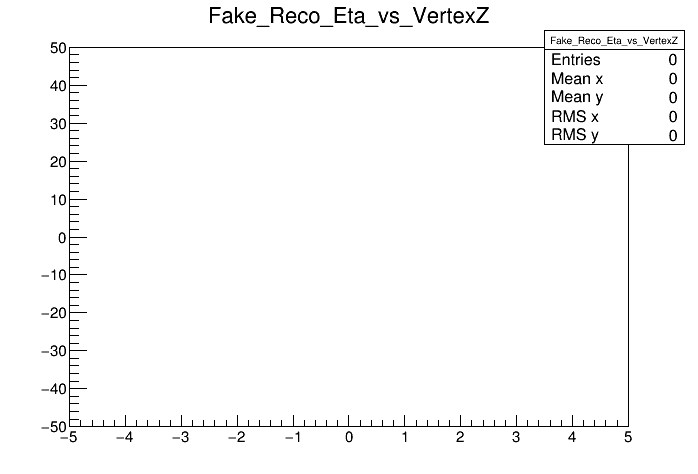 Fake_Reco_Eta_vs_VertexZ
Fake_Reco_Eta_vs_VertexZ
Entries 0
Mean x 0
Mean y 0
RMS x 0
RMS y 0
50
40
30
20
10
0
−10
−20
−30
−40
−50
−5 −4 −3 −2 −1 0 1 2 3 4 5